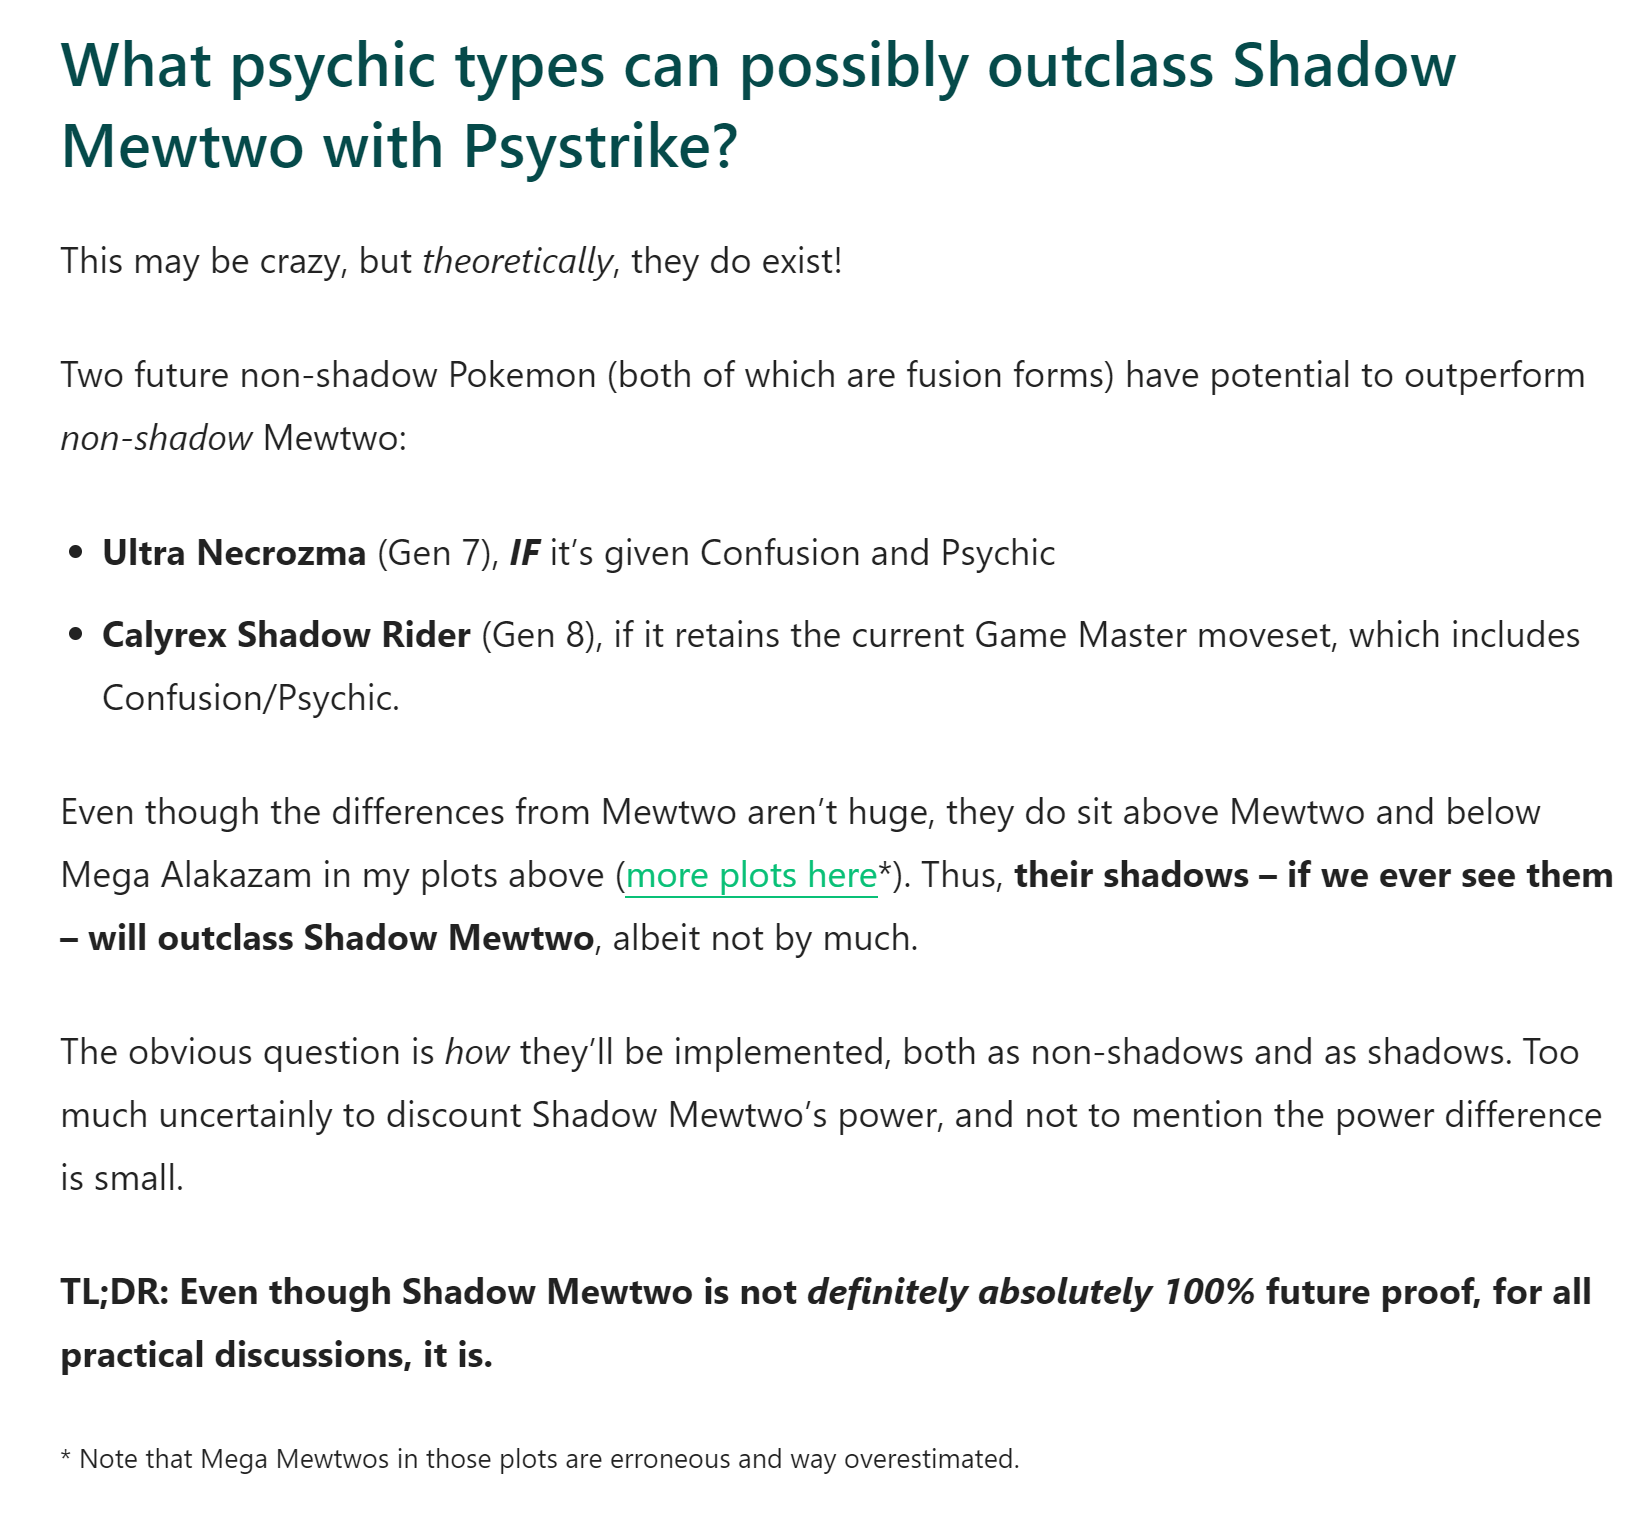 What psychic types can possibly outclass Shadow
Mewtwo with Psystrike?
This may be crazy, but theoretically, they do exist!
Two future non-shadow Pokemon (both of which are fusion forms) have potential to outperform
non-shadow Mewtwo:
• Ultra Necrozma (Gen 7), IF it’s given Confusion and Psychic
• Calyrex Shadow Rider (Gen 8), if it retains the current Game Master moveset, which includes
Confusion/Psychic.
Even though the differences from Mewtwo aren’t huge, they do sit above Mewtwo and below
Mega Alakazam in my plots above (more plots here*). Thus, their shadows – if we ever see them
– will outclass Shadow Mewtwo, albeit not by much.
The obvious question is how they’ll be implemented, both as non-shadows and as shadows. Too
much uncertainly to discount Shadow Mewtwo’s power, and not to mention the power difference
is small.
TL;DR: Even though Shadow Mewtwo is not definitely absolutely 100% future proof, for all
practical discussions, it is.
* Note that Mega Mewtwos in those plots are erroneous and way overestimated.